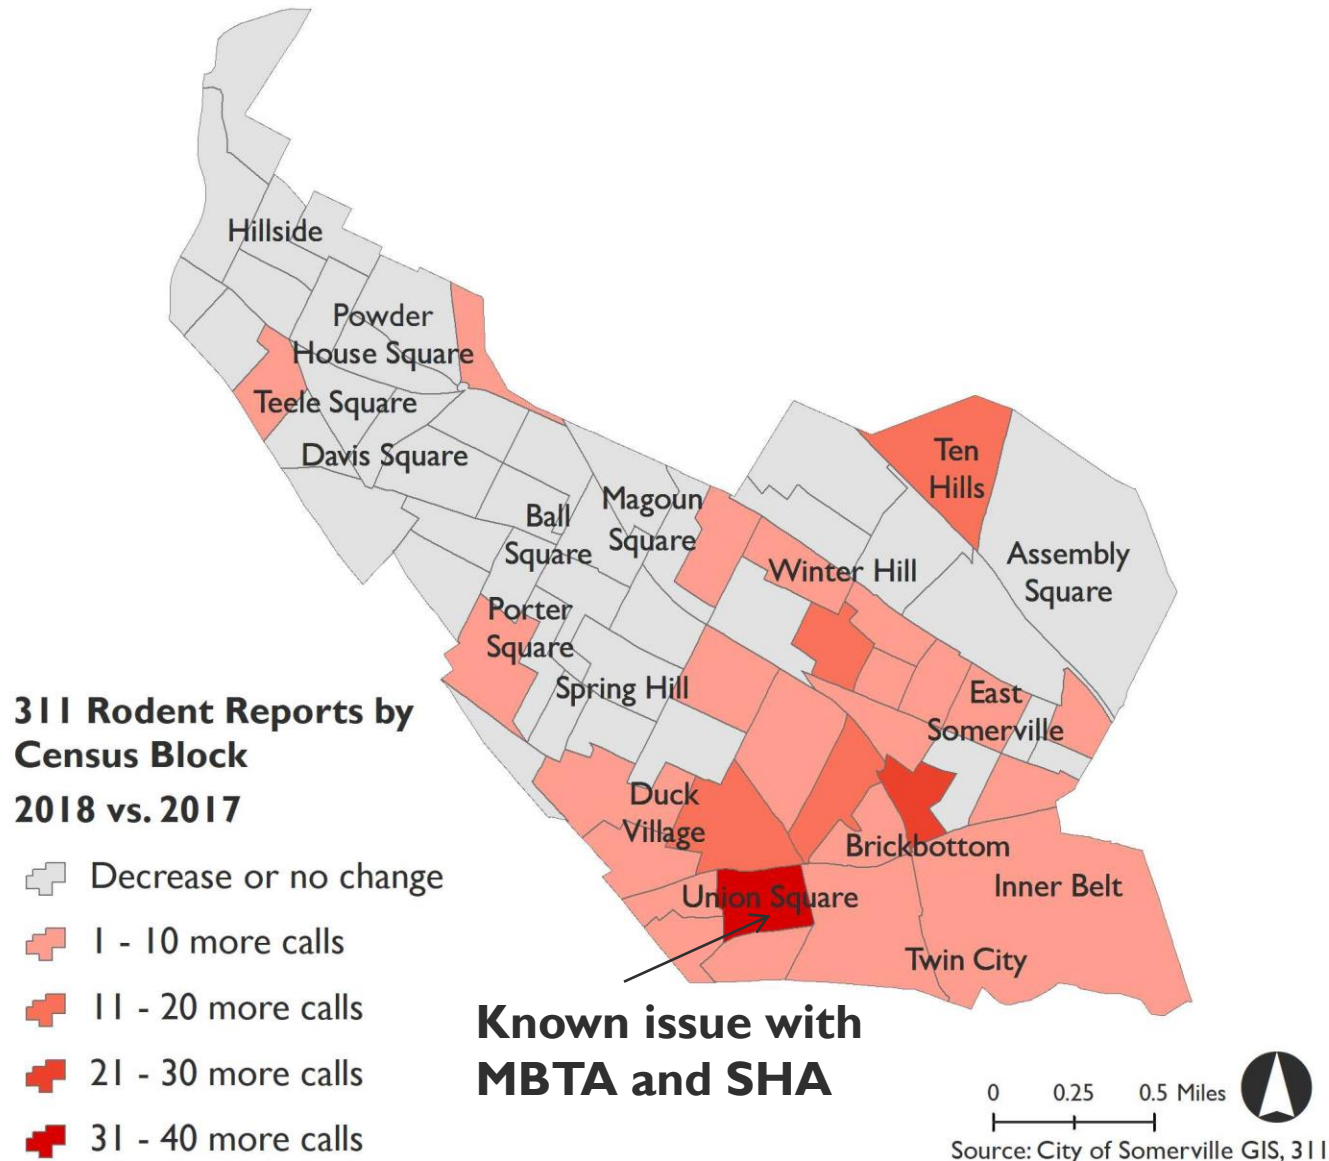 Hillside
Powder
House Square
Teele Square
Davis Square
Ball
Square
Magoun
Square
Ten
Hills
Assembly
Square
Winter Hill
Porter
Square
Spring Hill
East
Somerville
Duck
Village
Brickbottom
Union Square
Inner Belt
Twin City
Known issue with
MBTA and SHA
311 Rodent Reports by
Census Block
2018 vs. 2017
Decrease or no change
1 - 10 more calls
11 - 20 more calls
21 - 30 more calls
31 - 40 more calls
0 0.25 0.5 Miles
Source: City of Somerville GIS, 311